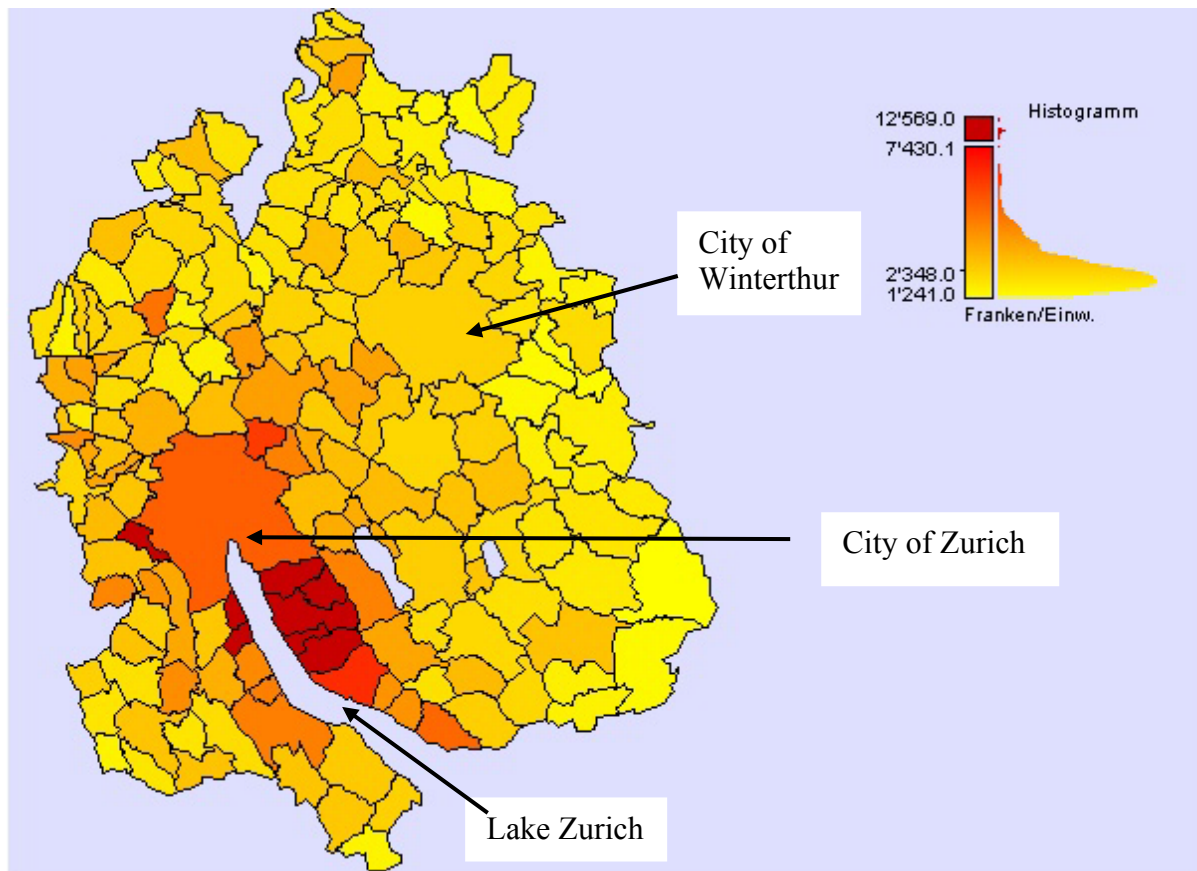 12'569.0
Histogramm
7'430.1
2'348.0
1'241.0
Franken/Einw.
City of
Winterthur
City of Zurich
Lake Zurich